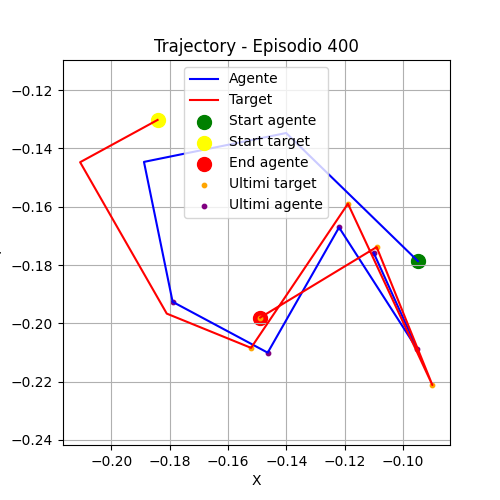 Trajectory - Episodio 400
Agente
Target
Start agente
Start target
End agente
Ultimi target
Ultimi agente
−0.12
−0.14
−0.16
−0.18
−0.20
−0.22
−0.24
−0.20
−0.18
−0.16
−0.14
−0.12
−0.10
X